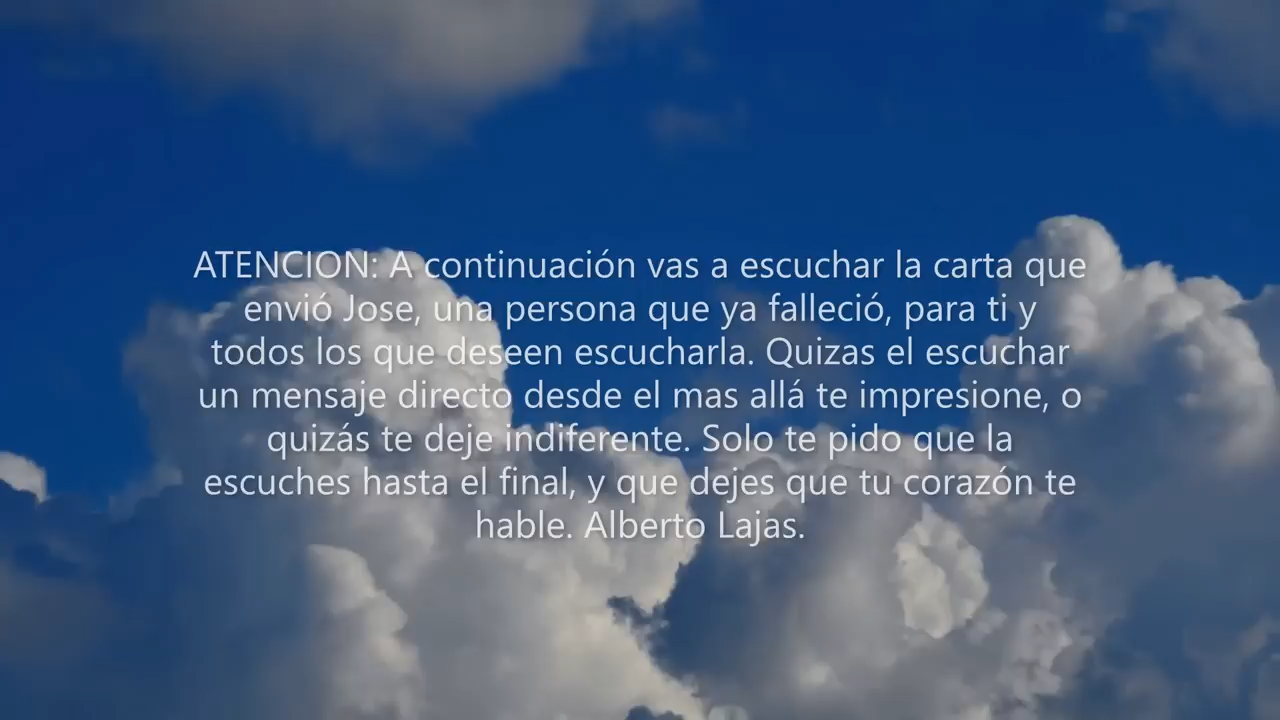 ATENCION: A continuación vas a escuchar la carta que
envió Jose, una persona que ya falleció, para ti y
todos los que deseen escucharla. Quizas el escuchar
un mensaje directo desde el mas allá te impresione, o
quizás te deje indiferente. Solo te pido que la
escuches hasta el final, y que dejes que tu corazón te
hable. Alberto Lajas.